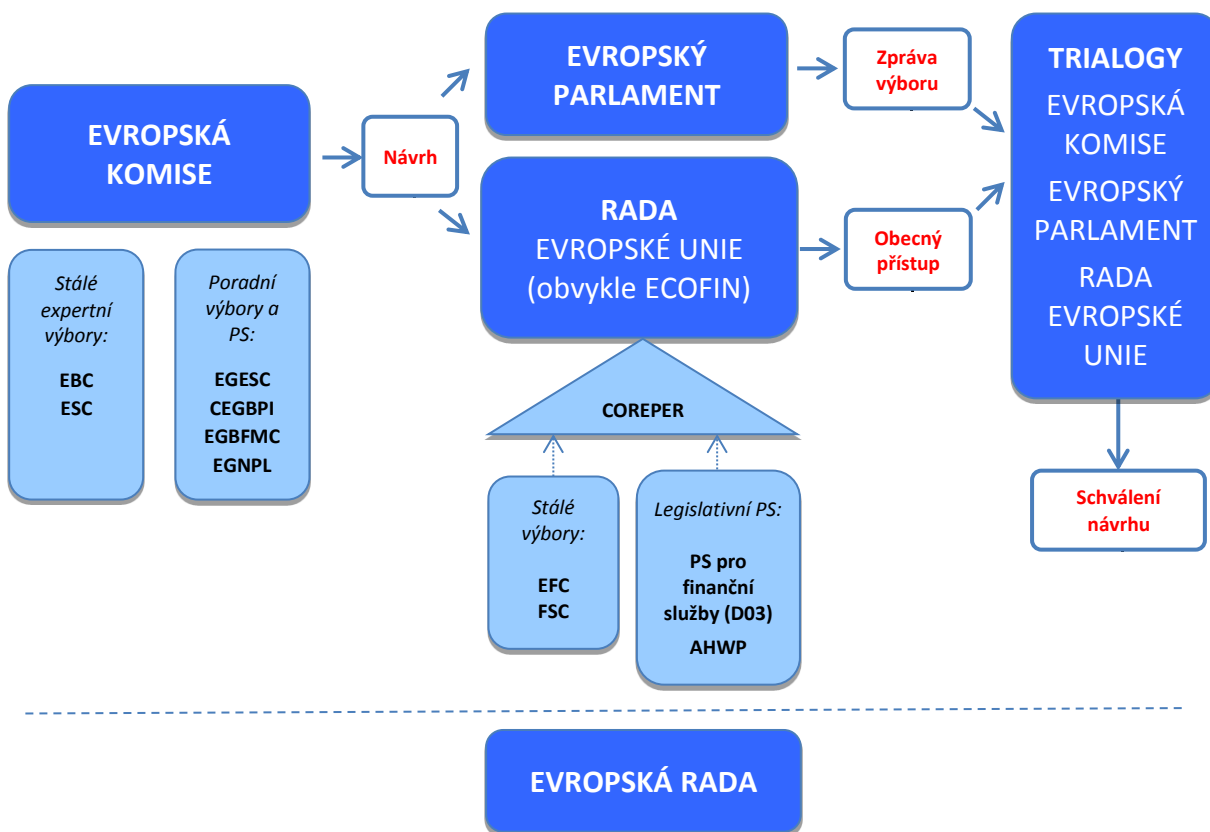 EVROPSKÁ
KOMISE
Stálé
expertní
výbory:
EBC
ESC
Poradní
výbory a
PS:
EGESC
CEGBPI
EGBFMC
EGNPL
Návrh
EVROPSKÝ
PARLAMENT
RADA
EVROPSKÉ UNIE
(obvykle ECOFIN)
COREPER
Stálé
výbory:
EFC
FSC
Legislativní PS:
PS pro
finanční
služby (D03)
AHWP
Zpráva
výboru
Obecný
přístup
TRIALOGY
EVROPSKÁ
KOMISE
EVROPSKÝ
PARLAMENT
RADA
EVROPSKÉ
UNIE
Schválení
návrhu
EVROPSKÁ RADA